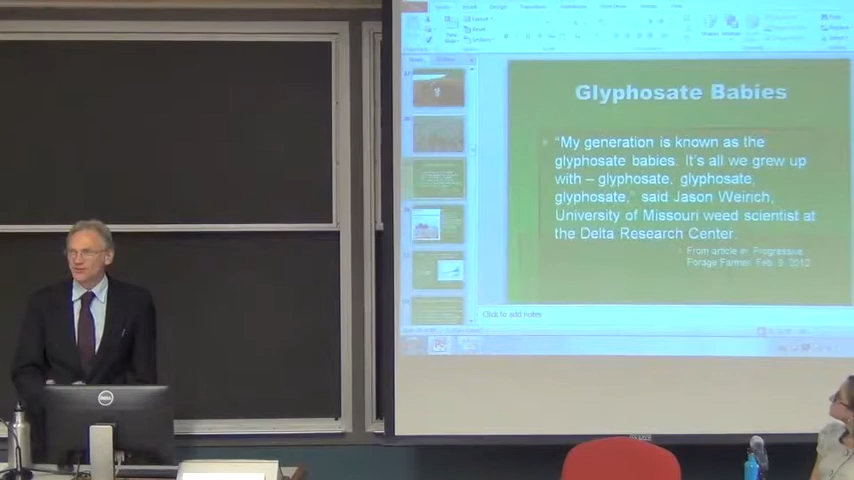 Glyphosate Babies
"My generation is known as the
glyphosate babies. It's all we grew up
with – glyphosate, glyphosate,
glyphosate," said Jason Weirich,
University of Missouri weed scientist at
the Delta Research Center.
From article in Progressive
Forage Farmer, Feb. 9, 2012
Click to add notes
DELL